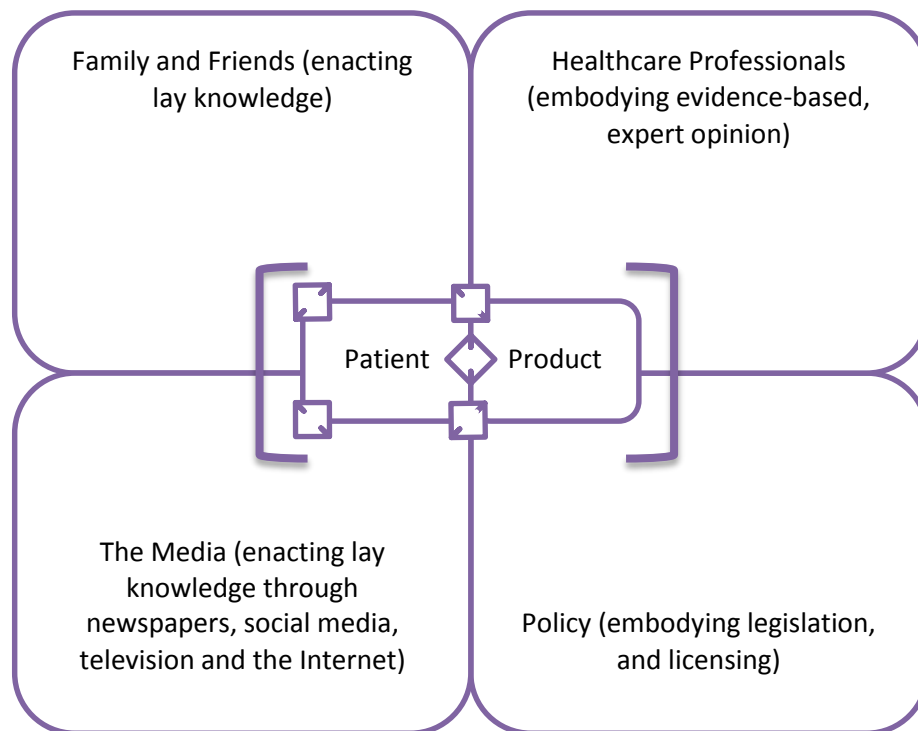 Family and Friends (enacting
lay knowledge)
Healthcare Professionals
(embodying evidence-based,
expert opinion)
Patient
Product
The Media (enacting lay
knowledge through
newspapers, social media,
television and the Internet)
Policy (embodying legislation,
and licensing)